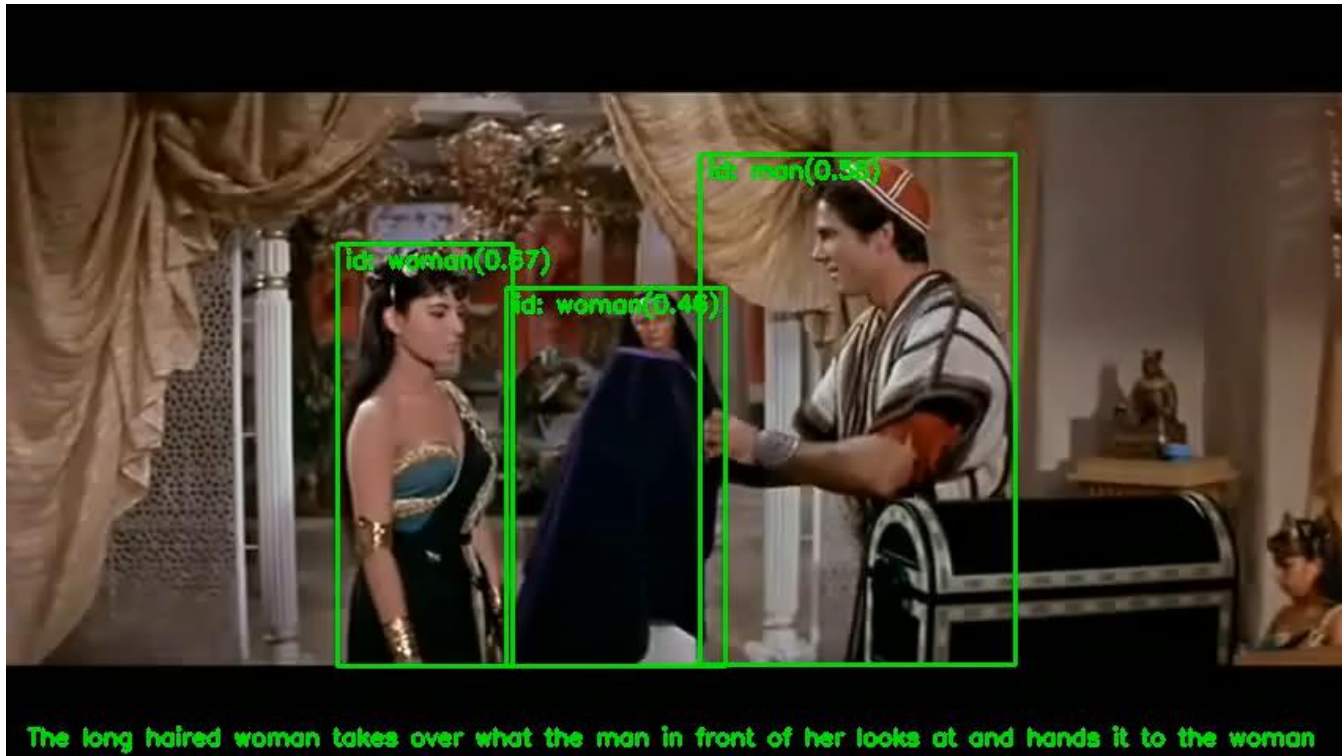 id: man(0.58)
id: woman(0.67)
id: woman(0.46)
The long haired woman takes over what the man in front of her looks at and hands it to the woman